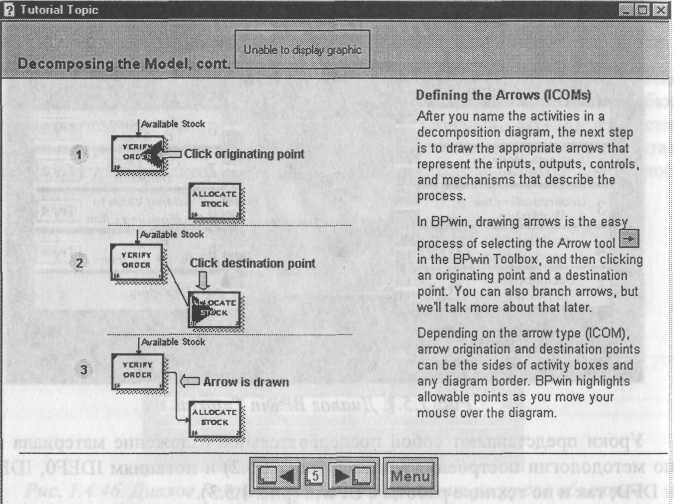 Tutorial Topic
Unable to display graphic
Decomposing the Model, cont.
Defining the Arrows (ICOMs)
After you name the activities in a
decomposition diagram, the next step
is to draw the appropriate arrows that
represent the inputs, outputs, controls,
and mechanisms that describe the
process.
In BPwin, drawing arrows is the easy
process of selecting the Arrow tool
in the BPwin Toolbox, and then clicking
an originating point and a destination
point. You can also branch arrows, but
we'll talk more about that later.
Depending on the arrow type (ICOM),
arrow origination and destination points
can be the sides of activity boxes and
any diagram border. BPwin highlights
allowable points as you move your
mouse over the diagram.
Available Stock
1
VERIFY
ORDER
Click originating point
ALLOCATE
STOCK
Available Stock
2
VERIFY
ORDER
Click destination point
STOCK
Available Stock
3
VERIFY
ORDER
Arrow is drawn
ALLOCATE
STOCK
Уроки представляют собой последовательное изложение материала
5
Menu